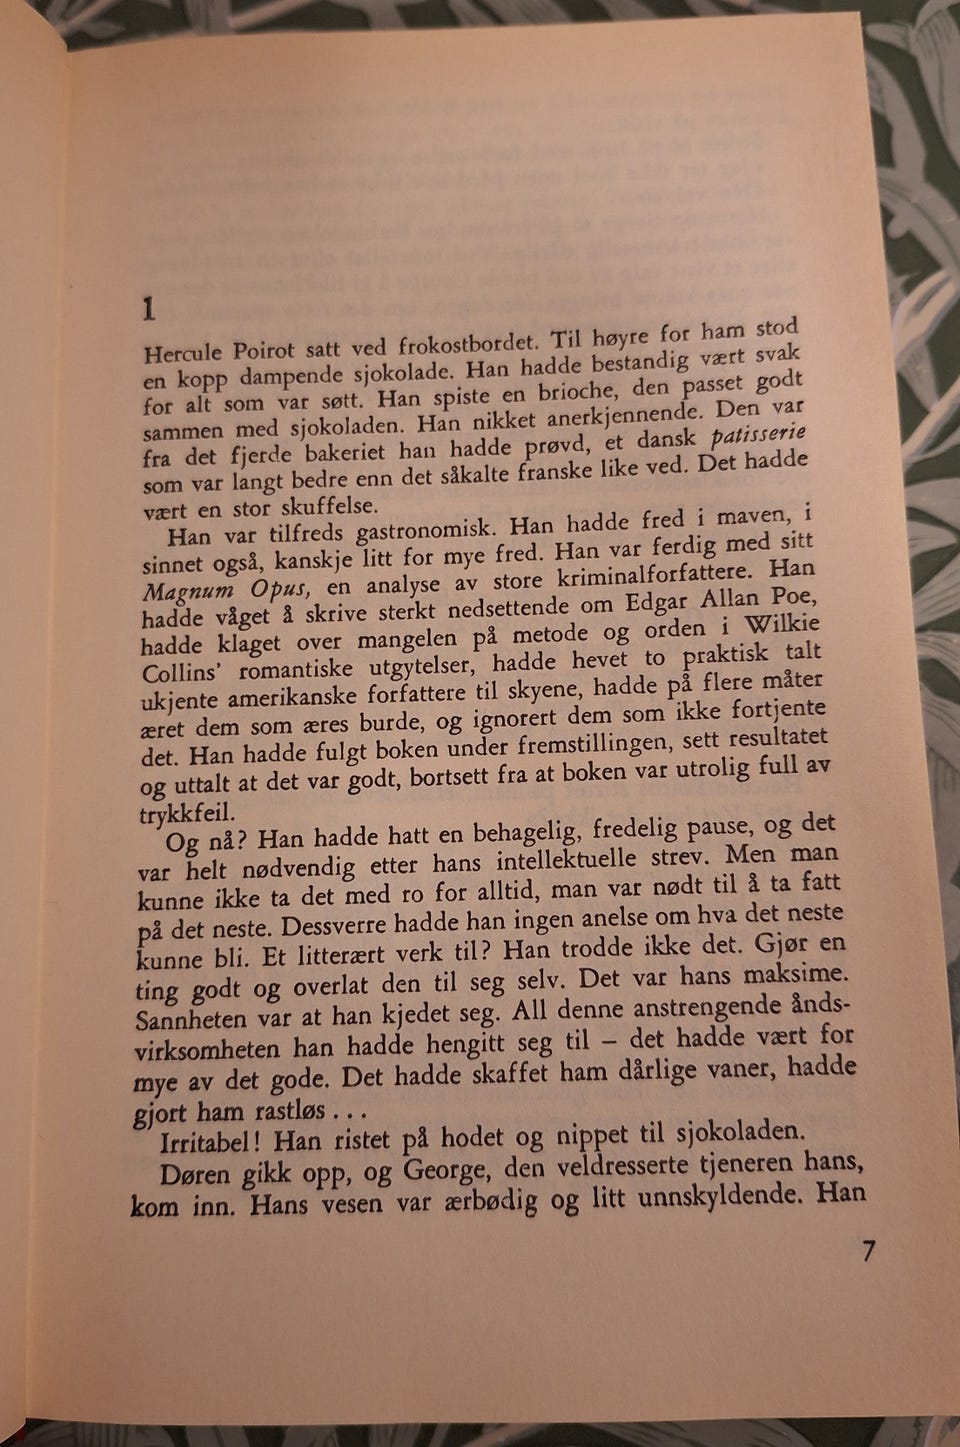 1
Hercule Poirot satt ved frokostbordet. Til høyre for ham stod
en kopp dampende sjokolade. Han hadde bestandig vært svak
for alt som var søtt. Han spiste en brioche, den passet godt
sammen med sjokoladen. Han nikket anerkjennende. Den var
fra det fjerde bakeriet han hadde prøvd, et dansk patisserie
som var langt bedre enn det såkalte franske like ved. Det hadde
vært en stor skuffelse.
Han var tilfreds gastronomisk. Han hadde fred i maven, i
sinnet også, kanskje litt for mye fred. Han var ferdig med sitt
Magnum Opus, en analyse av store kriminalforfattere. Han
hadde våget å skrive sterkt nedsettende om Edgar Allan Poe,
hadde klaget over mangelen på metode og orden i Wilkie
Collins’ romantiske utgytelser, hadde hevet to praktisk talt
ukjente amerikanske forfattere til skyene, hadde på flere måter
æret dem som æres burde, og ignorert dem som ikke fortjente
det. Han hadde fulgt boken under fremstillingen, sett resultatet
og uttalt at det var godt, bortsett fra at boken var utrolig full av
trykkfeil.
Og nå? Han hadde hatt en behagelig, fredelig pause, og det
var helt nødvendig etter hans intellektuelle strev. Men man
kunne ikke ta det med ro for alltid, man var nødt til å ta fatt
på det neste. Dessverre hadde han ingen anelse om hva det neste
kunne bli. Et litterært verk til? Han trodde ikke det. Gjør en
ting godt og overlat den til seg selv. Det var hans maksime.
Sannheten var at han kjedet seg. All denne anstrengende ånds-
virksomheten han hadde hengitt seg til – det hadde vært for
mye av det gode. Det hadde skaffet ham dårlige vaner, hadde
gjort ham rastløs . . .
Irritabel! Han ristet på hodet og nippet til sjokoladen.
Døren gikk opp, og George, den veldresserte tjeneren hans,
kom inn. Hans vesen var ærbødig og litt unnskyldende. Han
7